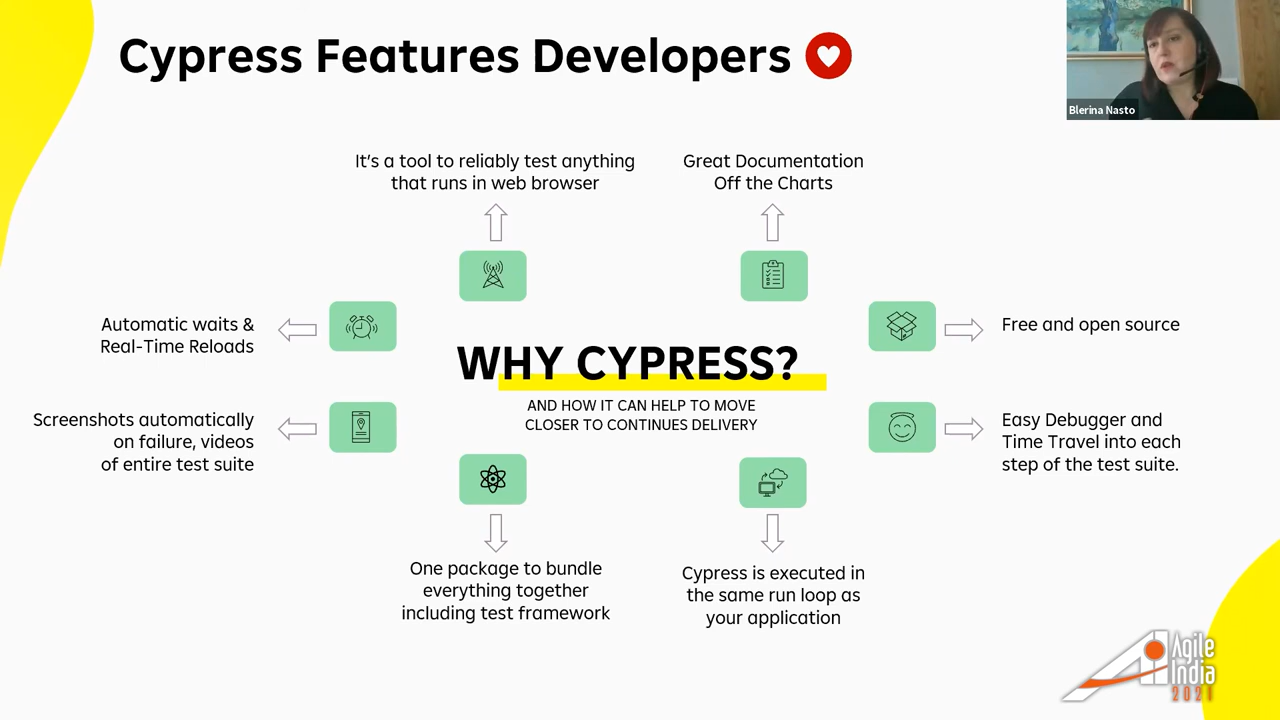 Cypress Features Developers
Blerina Nasto
It's a tool to reliably test anything
that runs in web browser
Great Documentation
Off the Charts
Automatic waits &
Real-Time Reloads
Free and open source
WHY CYPRESS?
AND HOW IT CAN HELP TO MOVE
CLOSER TO CONTINUES DELIVERY
Screenshots automatically
on failure, videos
of entire test suite
Easy Debugger and
Time Travel into each
step of the test suite.
One package to bundle
everything together
including test framework
Cypress is executed in
the same run loop as
your application
Agile
India
2021